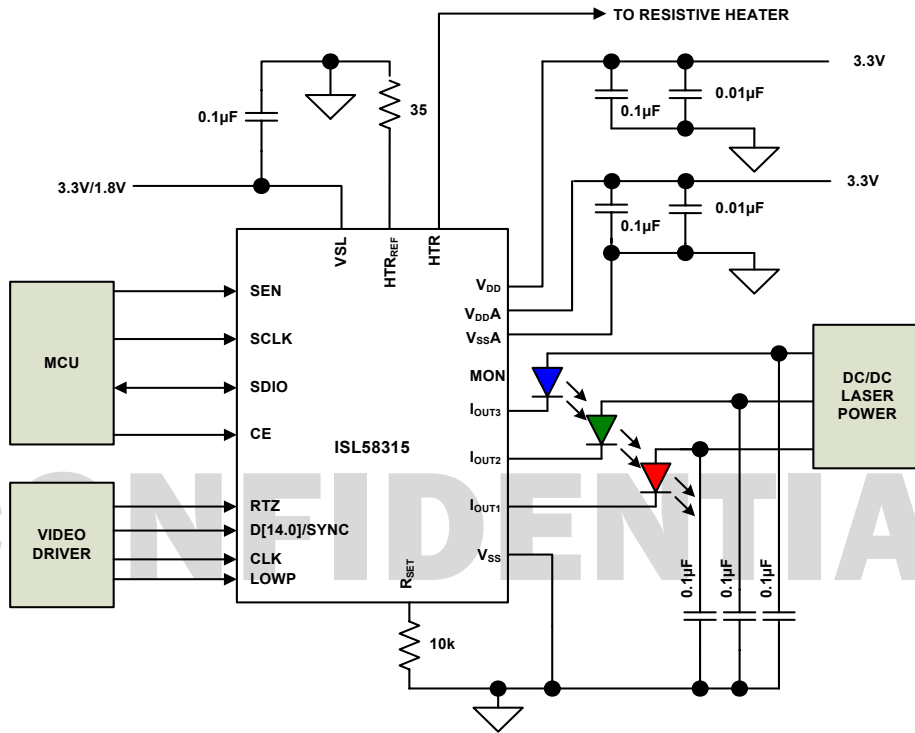 TO RESISTIVE HEATER
3.3V
0.1µF
35
0.1µF
0.01µF
3.3V/1.8V
3.3V
0.1µF
0.01µF
VSL
HTRREF
HTR
SEN
VDD
VDDA
SCLK
VSSA
MCU
MON
DC/DC
LASER
POWER
SDIO
IOUT3
CE
ISL58315
IOUT2
CONFIDENTIA
RTZ
IOUT1
VIDEO
DRIVER
D[14.0]/SYNC
CLK
VSS
LOWP
RSET
0.1µF
0.1µF
0.1µF
10k